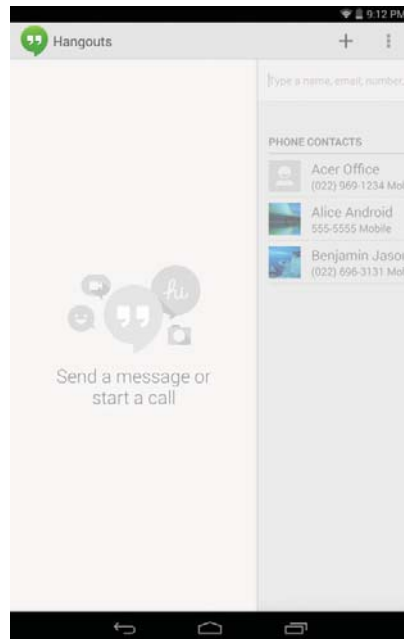 9:12 PM
Hangouts
Type a name, email, number,
PHONE CONTACTS
Acer Office
(022) 969-1234 Mob
Alice Android
555-5555 Mobile
Benjamin Jason
(022) 696-3131 Mob
hi
Send a message or
start a call